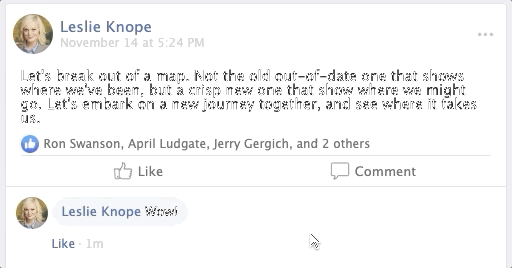 Leslie Knope
November 14 at 5:24 PM
Let's break out of a map. Not the old out-of-date one that shows
where we've been, but a crisp new one that show where we might
go. Let's embark on a new journey together, and see where it takes
us.
Ron Swanson, April Ludgate, Jerry Gergich, and 2 others
Like Comment
Leslie Knope Wow!
Like · 1m